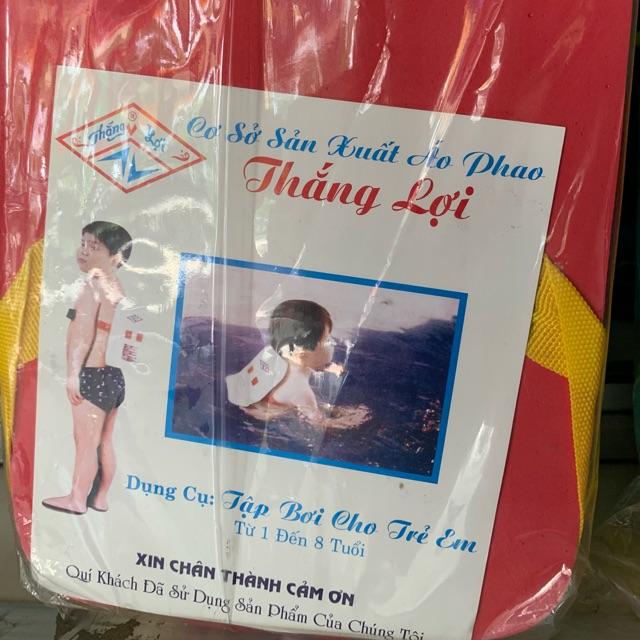 Thắng Lợi
®
Cơ Sở Sản Xuất Áo Phao
Thắng Lợi
Dụng Cụ: Tập Bơi Cho Trẻ Em
Từ 1 Đến 8 Tuổi
XIN CHÂN THÀNH CẢM ƠN
Quí Khách Đã Sử Dụng Sản Phẩm Của Chúng Tôi